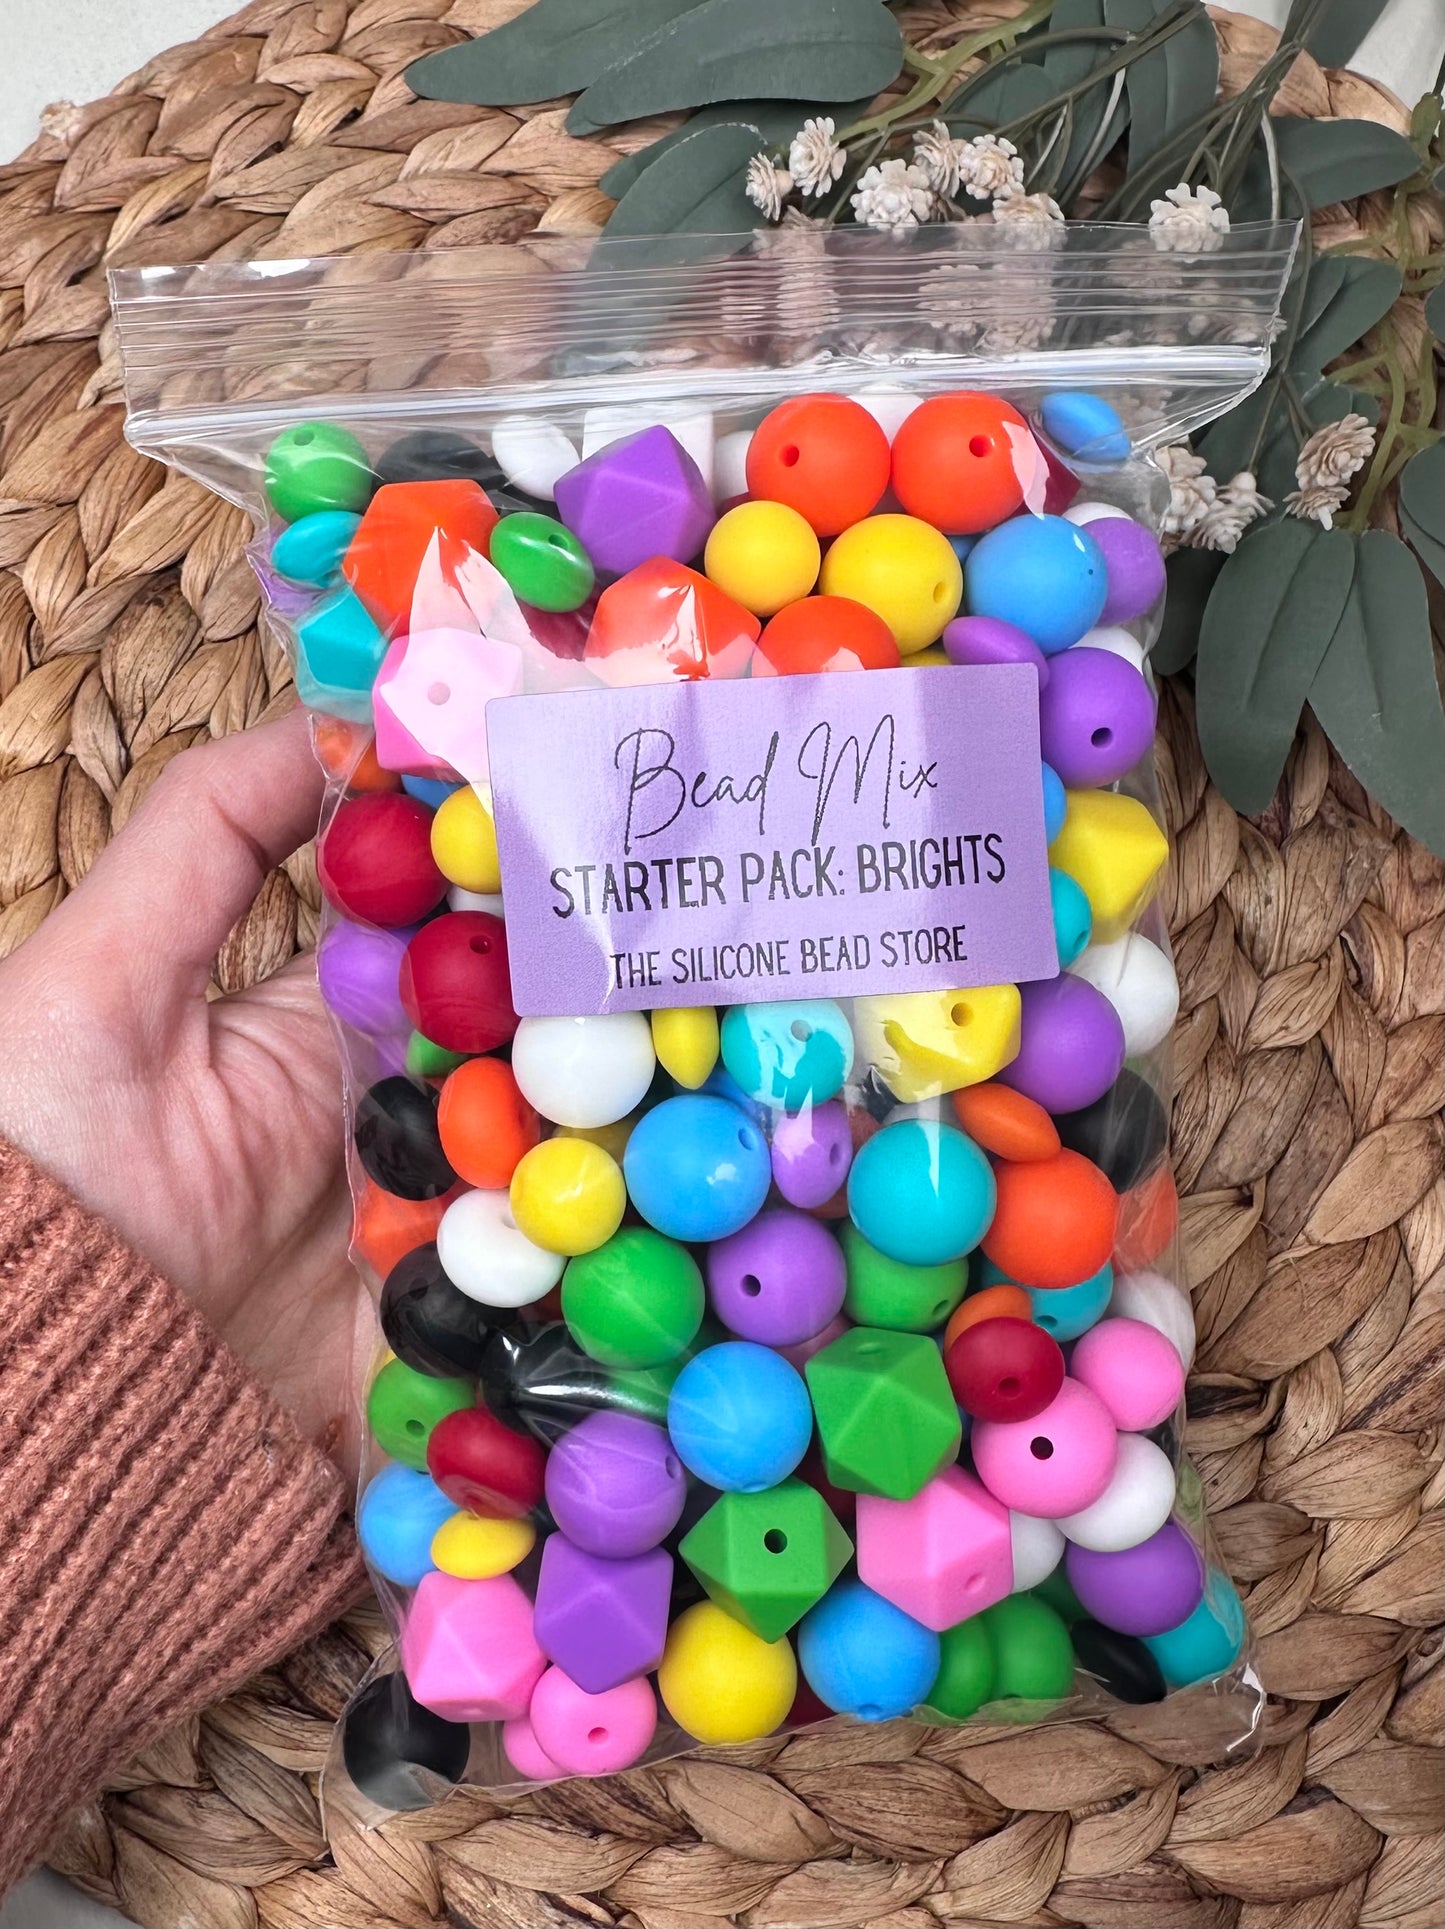 Bead Mix
STARTER PACK: BRIGHTS
THE SILICONE BEAD STORE